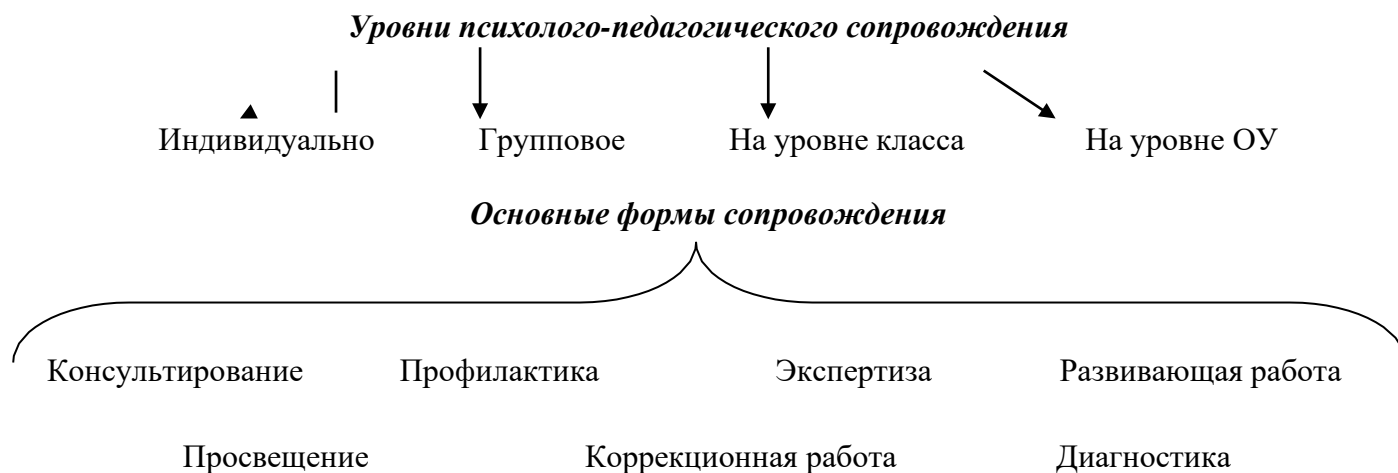 Уровни психолого-педагогического сопровождения
Индивидуально Групповое На уровне класса На уровне ОУ
Основные формы сопровождения
Консультирование Профилактика Экспертиза Развивающая работа
Просвещение Коррекционная работа Диагностика